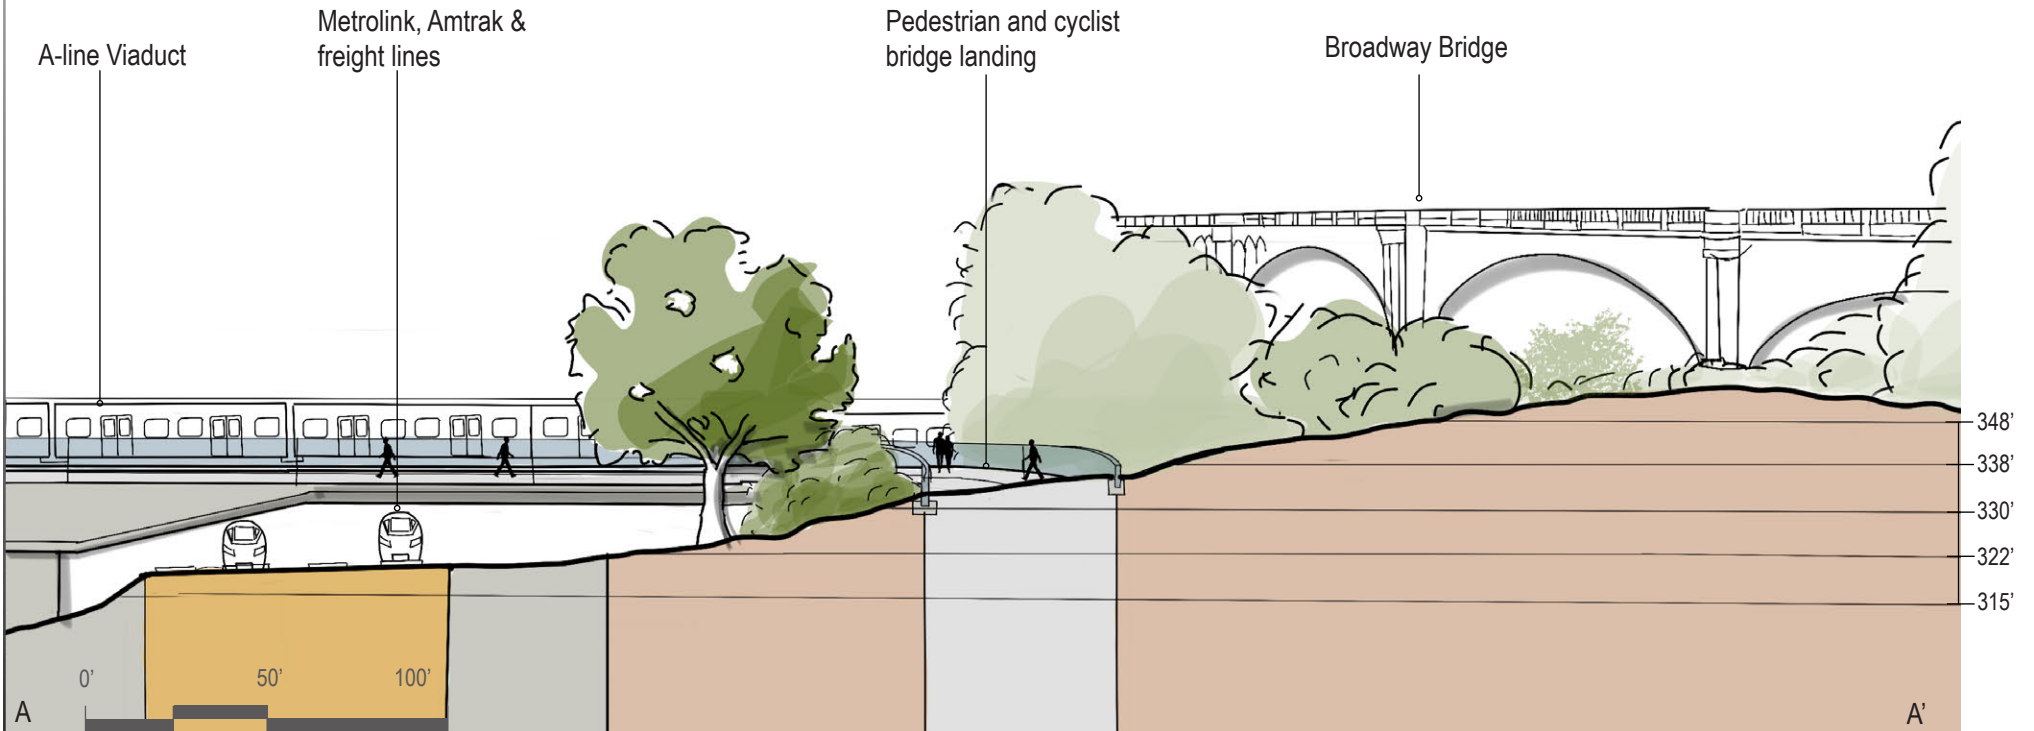 A-line Viaduct
Metrolink, Amtrak &
freight lines
Pedestrian and cyclist
bridge landing
Broadway Bridge
348'
338'
330'
322'
315'
0’
50’
100’
A
A’